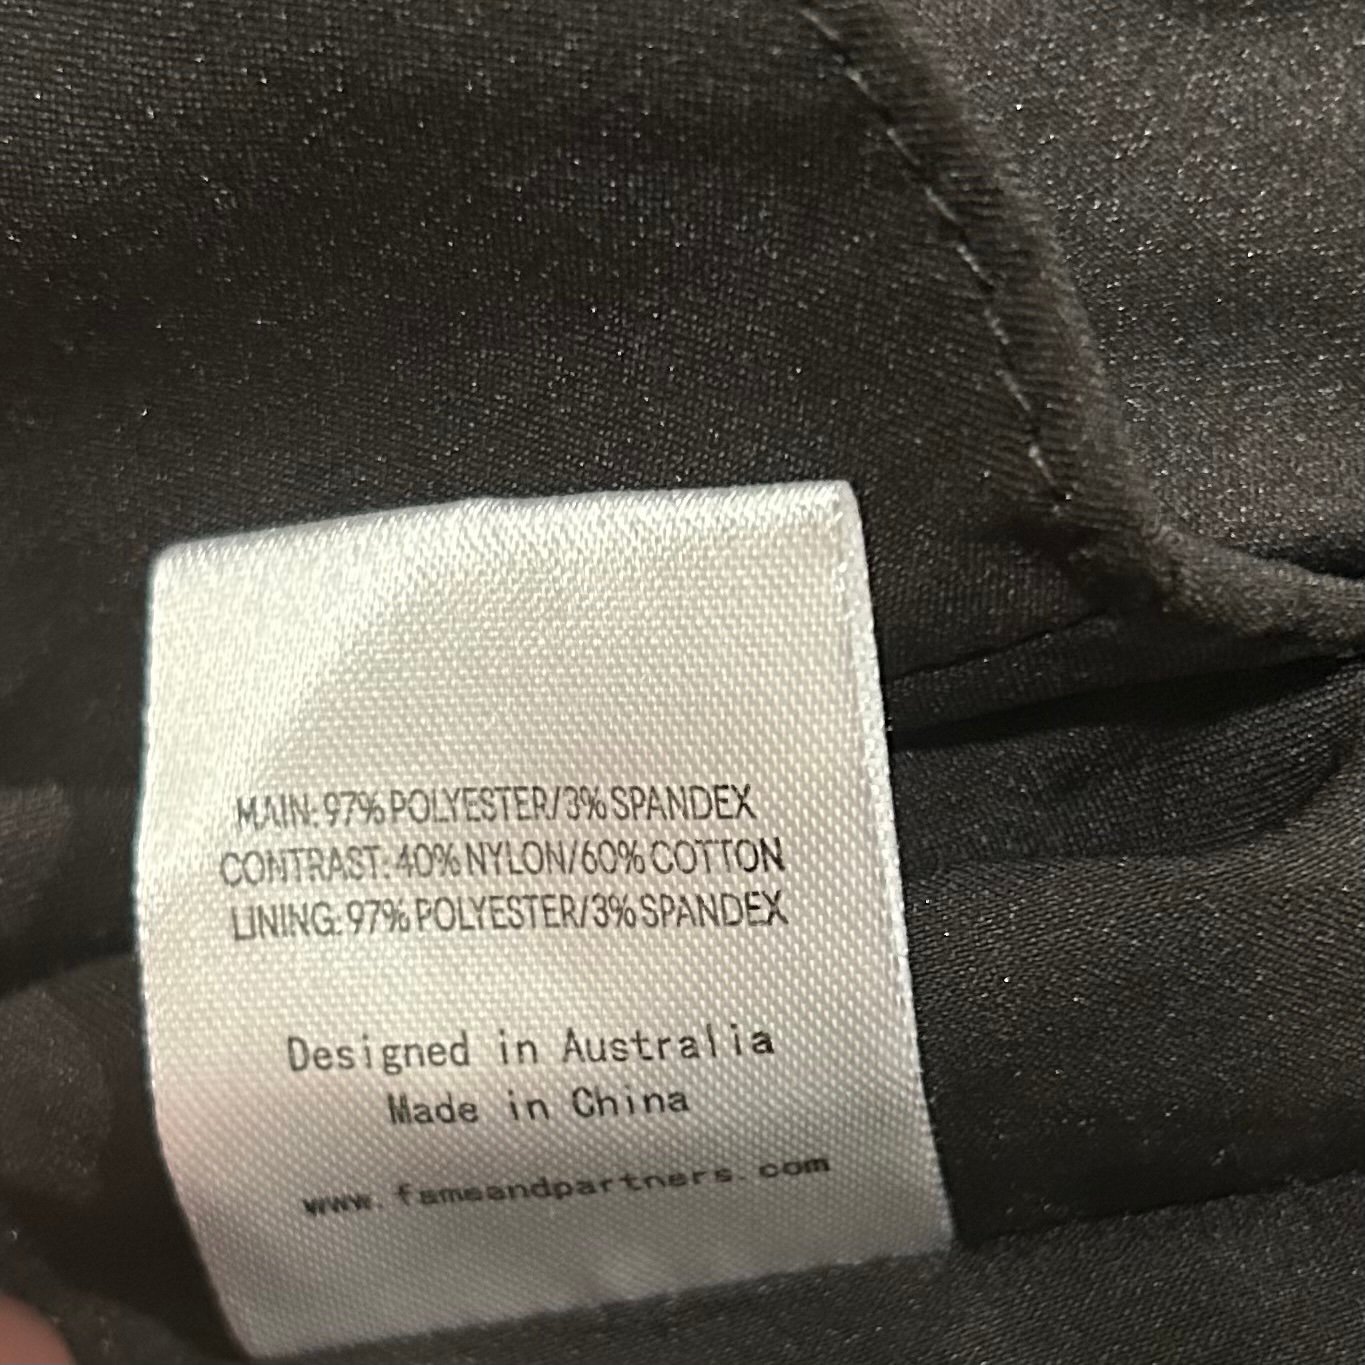 MAIN: 97% POLYESTER/3% SPANDEX
CONTRAST: 40% NYLON/60% COTTON
LINING: 97% POLYESTER/3% SPANDEX
Designed in Australia
Made in China
www.fameandpartners.com